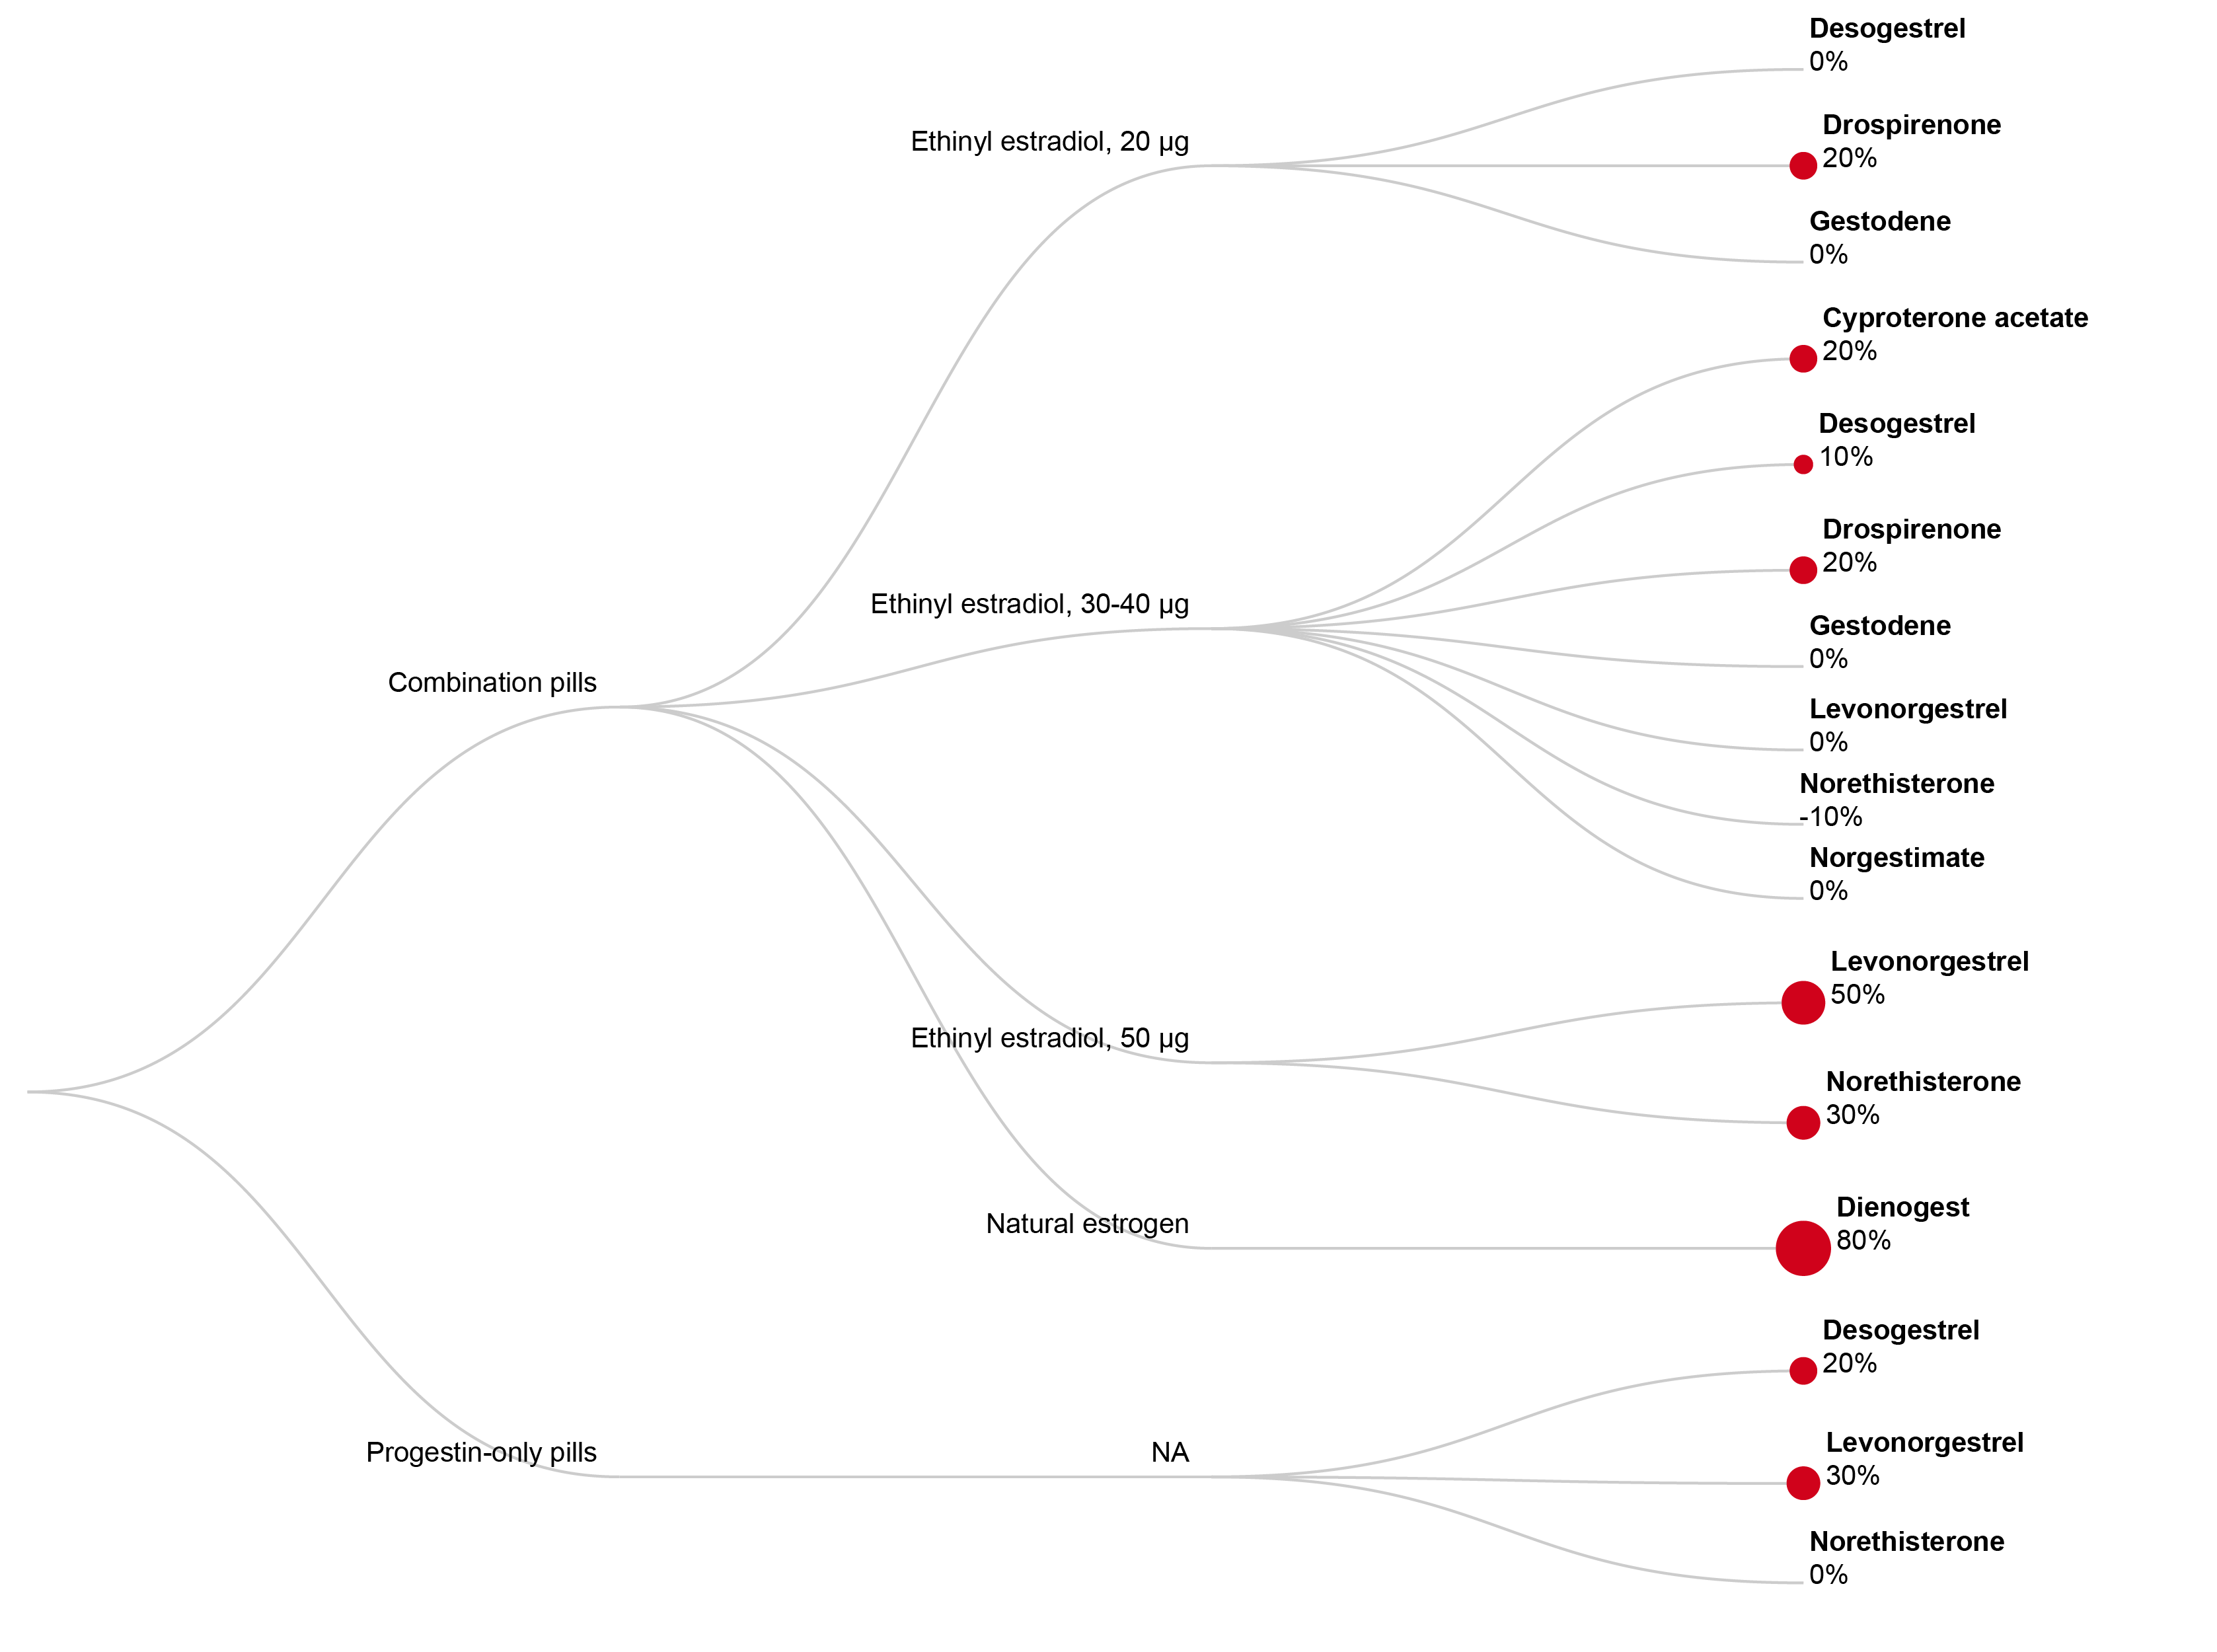 Desogestrel
0%
Ethinyl estradiol, 20 µg
Drospirenone
20%
Gestodene
0%
Cyproterone acetate
20%
Desogestrel
10%
Drospirenone
20%
Ethinyl estradiol, 30-40 µg
Gestodene
0%
Combination pills
Levonorgestrel
0%
Norethisterone
-10%
Norgestimate
0%
Levonorgestrel
50%
Ethinyl estradiol, 50 µg
Norethisterone
30%
Natural estrogen
Dienogest
80%
Desogestrel
20%
Progestin-only pills
NA
Levonorgestrel
30%
Norethisterone
0%